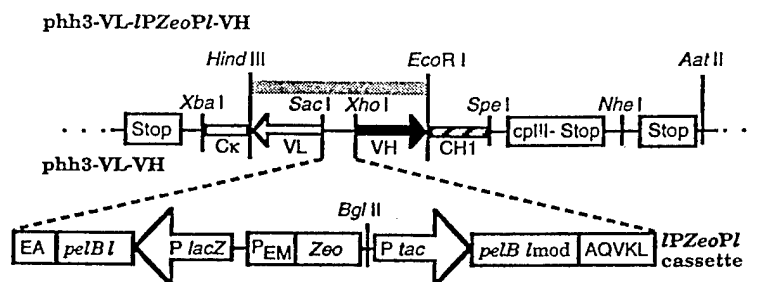 phh3-VL-lPZeoPl-VH
Hind III
EcoR I
Aat II
Xba I
Sac I
Xho I
Spe I
Nhe I
Stop
Cκ
VL
VH
CH1
cpIII- Stop
Stop
phh3-VL-VH
Bgl II
EA
pelB l
P lacZ
PEM
Zeo
P tac
pelB lmod
AQVKL
lPZeoPl
cassette